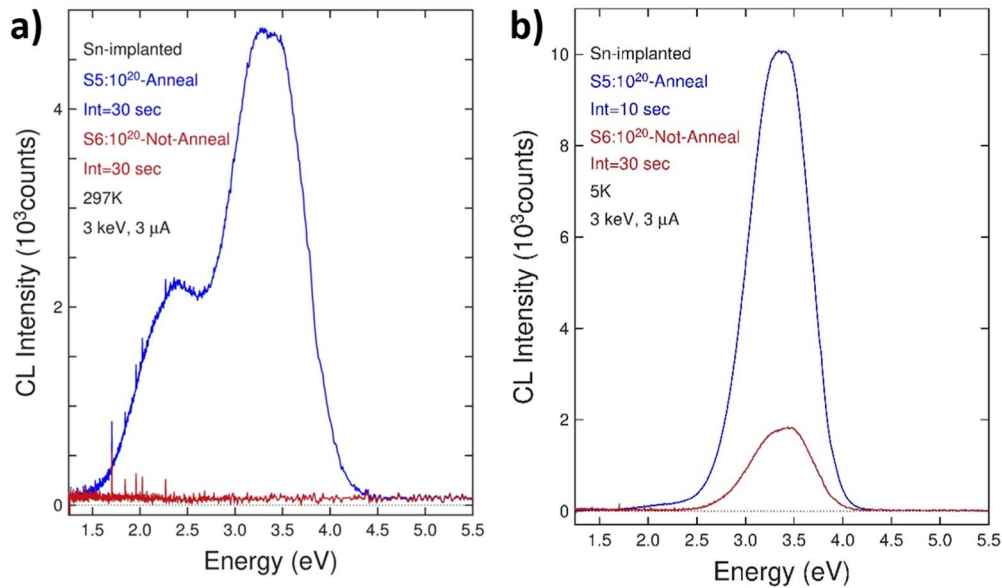 a)
Sn-implanted
S5:10²⁰-Anneal
Int=30 sec
S6:10²⁰-Not-Anneal
Int=30 sec
297K
3 keV, 3 μA
CL Intensity (10³counts)
4
2
0
1.5 2.0 2.5 3.0 3.5 4.0 4.5 5.0 5.5
Energy (eV)
b)
Sn-implanted
S5:10²⁰-Anneal
Int=10 sec
S6:10²⁰-Not-Anneal
Int=30 sec
5K
3 keV, 3 μA
CL Intensity (10³counts)
10
8
6
4
2
0
1.5 2.0 2.5 3.0 3.5 4.0 4.5 5.0 5.5
Energy (eV)